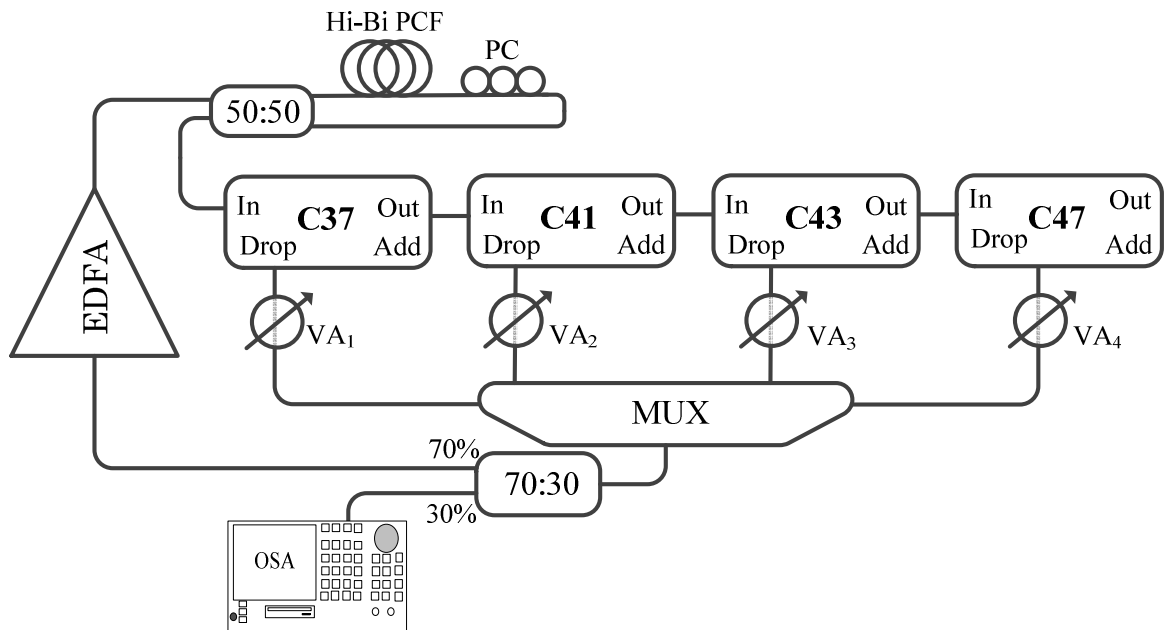 Hi-Bi PCF
PC
50:50
In C37 Out
Drop Add
In C41 Out
Drop Add
In C43 Out
Drop Add
In C47 Out
Drop Add
EDFA
VA₁
VA₂
VA₃
VA₄
MUX
70%
70:30
30%
OSA